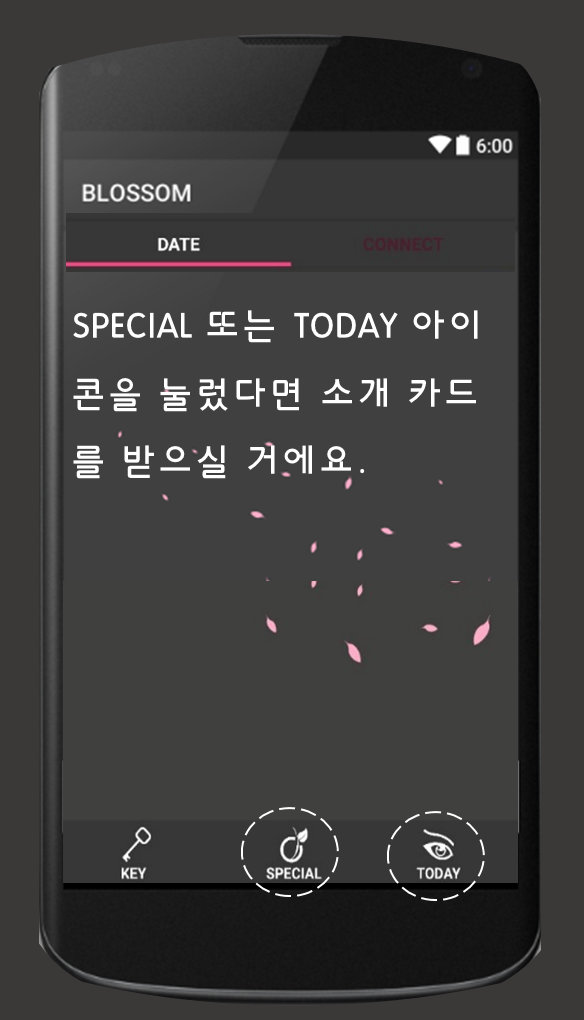 6:00
BLOSSOM
DATE CONNECT
SPECIAL 또는 TODAY 아이
콘을 눌렀다면 소개 카드
를 받으실 거에요.
KEY SPECIAL TODAY